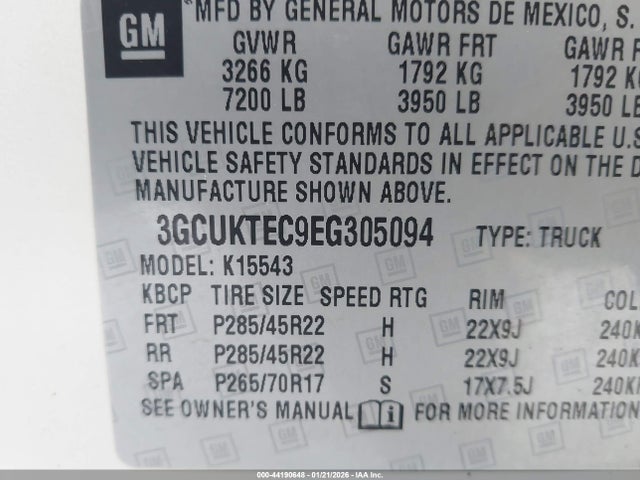 GM
*MFD BY GENERAL MOTORS DE MEXICO, S.
GVWR GAWR FRT GAWR
3266 KG 1792 KG 1792
7200 LB 3950 LB 3950 LB
THIS VEHICLE CONFORMS TO ALL APPLICABLE U.S
VEHICLE SAFETY STANDARDS IN EFFECT ON THE D
MANUFACTURE SHOWN ABOVE.
3GCUKTEC9EG305094 TYPE: TRUCK
MODEL: K15543
KBCP TIRE SIZE SPEED RTG RIM COL
FRT P285/45R22 H 22X9J 240K
RR P285/45R22 H 22X9J 240K
SPA P265/70R17 S 17X7.5J 240K
SEE OWNER'S MANUAL i FOR MORE INFORMATION
000-44190648 - 01/21/2026 - IAA Inc.